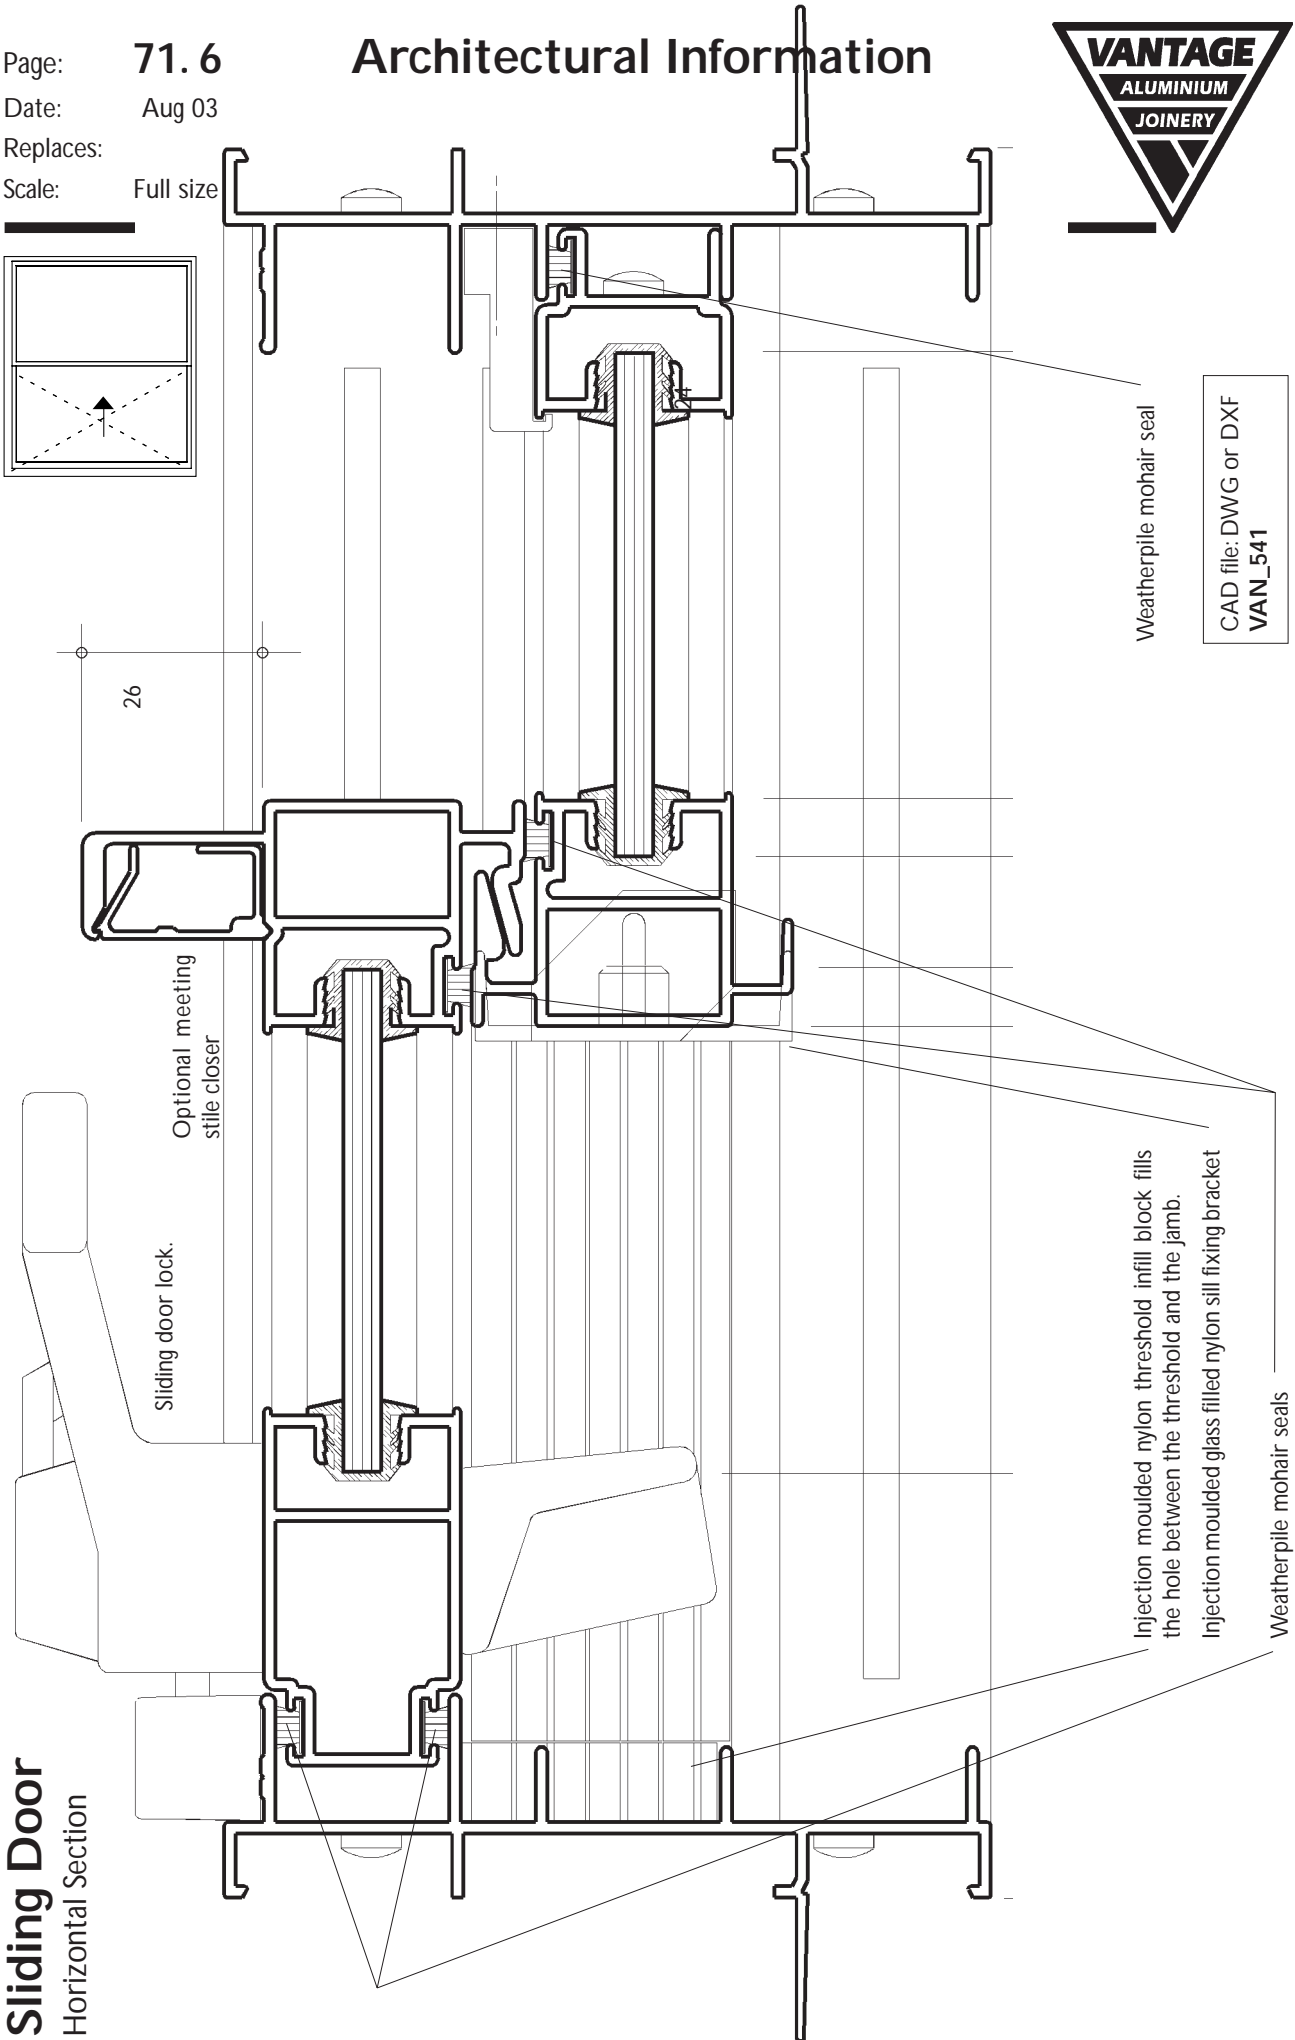 Page: 71. 6
Architectural Information
Date: Aug 03
Replaces:
Scale: Full size
VANTAGE
ALUMINIUM
JOINERY
Sliding Door
Horizontal Section
26
24
Optional meeting
stile closer
Sliding door lock.
Weatherpile mohair seal
CAD file: DWG or DXF
VAN_541
Injection moulded nylon threshold infill block fills
the hole between the threshold and the jamb.
Injection moulded glass filled nylon sill fixing bracket
Weatherpile mohair seals